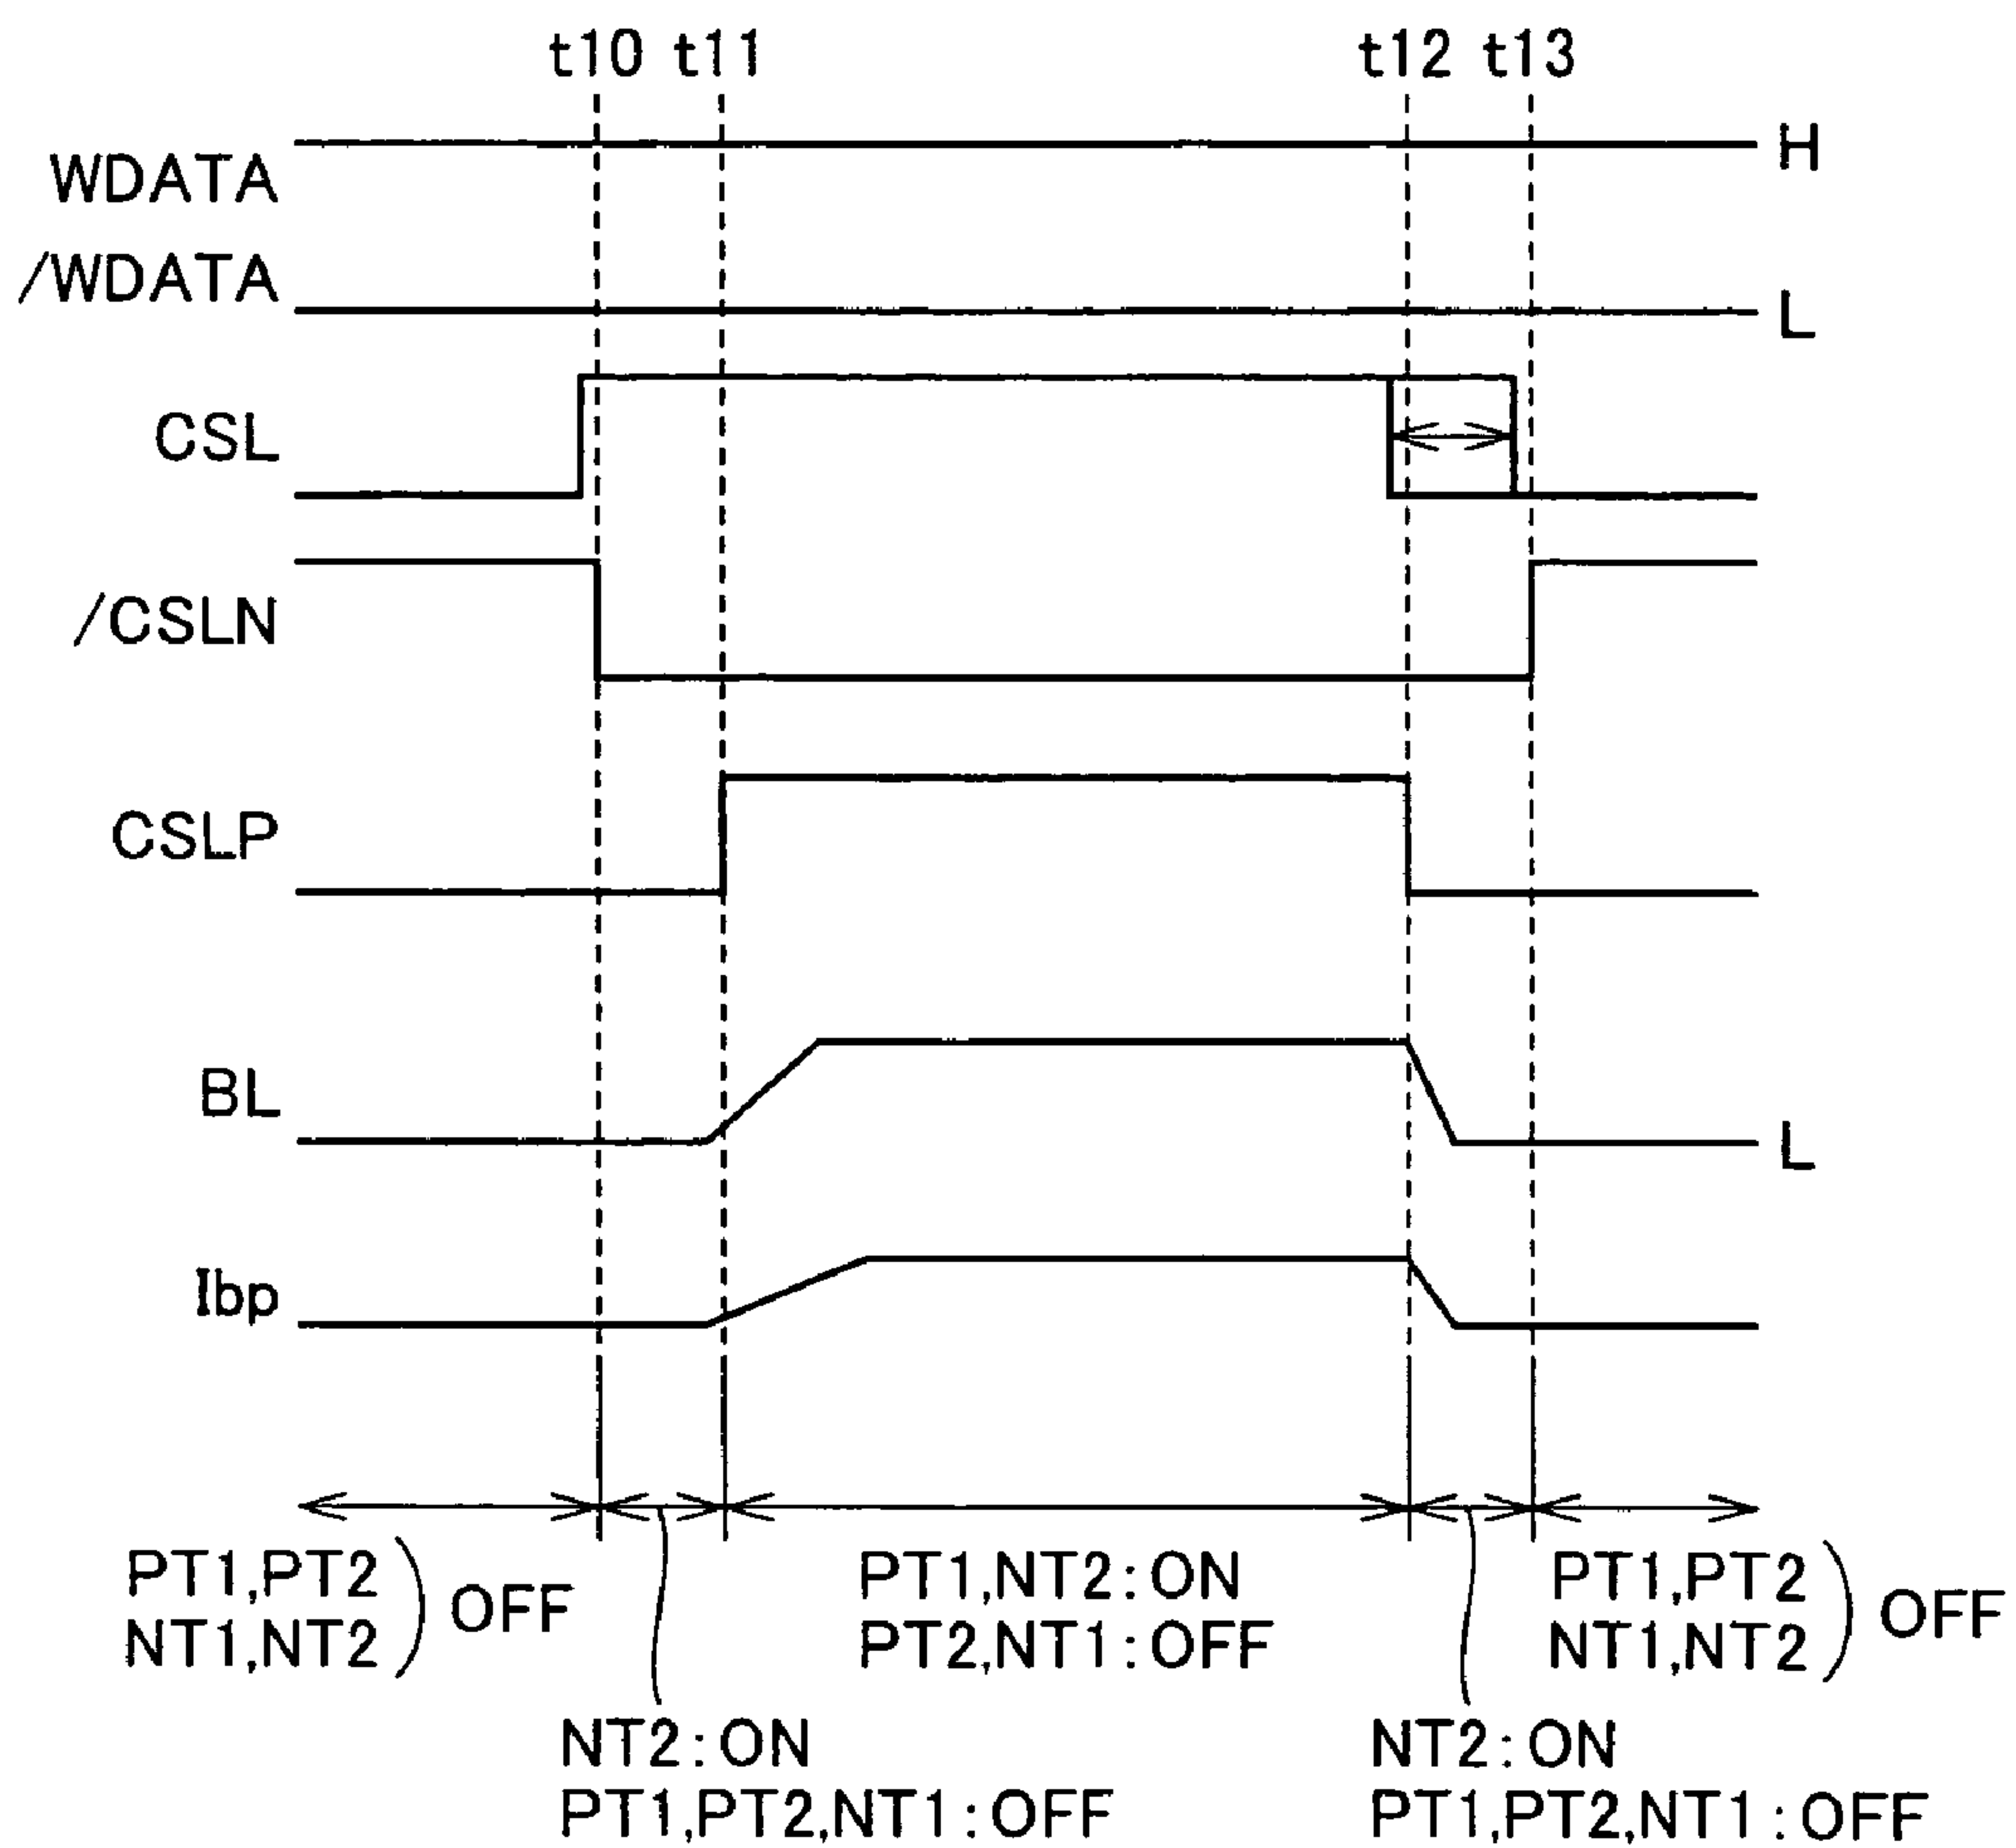 t10 t11 t12 t13
WDATA H
/WDATA L
CSL
/CSLN
CSLP
BL L
Ibp
PT1,PT2
NT1,NT2
OFF
PT1,NT2:ON
PT2,NT1:OFF
PT1,PT2
NT1,NT2
OFF
NT2:ON
PT1,PT2,NT1:OFF
NT2:ON
PT1,PT2,NT1:OFF